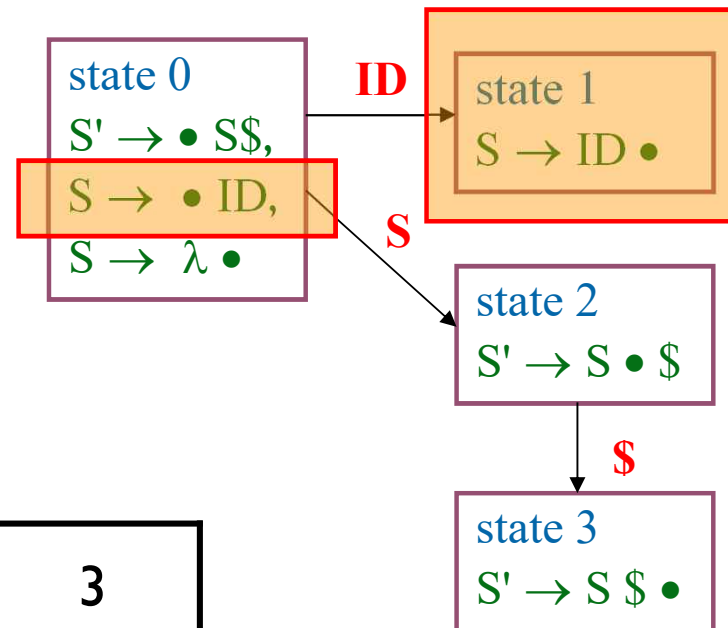 state 0
S' → • S$,
S → • ID,
S → λ •
ID
state 1
S → ID •
S
state 2
S' → S • $
$
state 3
S' → S $ •
3